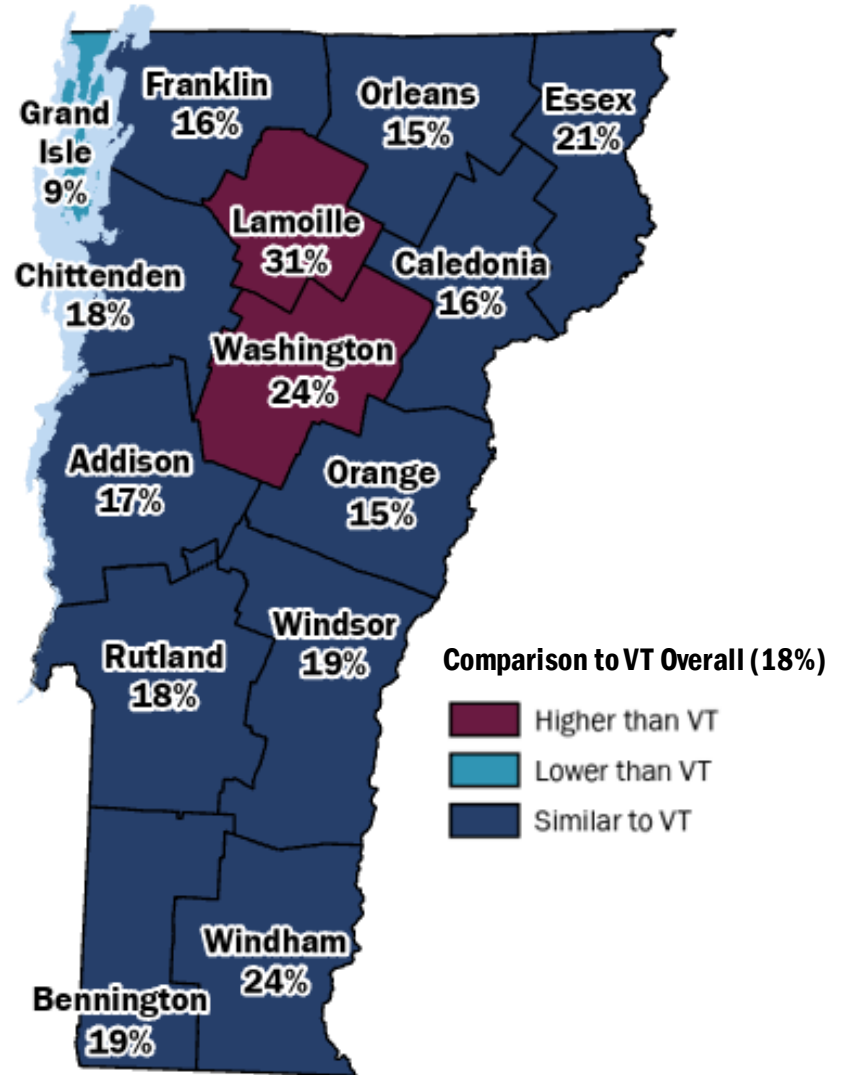 Franklin
16%
Orleans
15%
Essex
21%
Grand
Isle
9%
Lamoille
31%
Caledonia
16%
Chittenden
18%
Washington
24%
Addison
17%
Orange
15%
Windsor
19%
Rutland
18%
Windham
24%
Bennington
19%
Comparison to VT Overall (18%)
Higher than VT
Lower than VT
Similar to VT